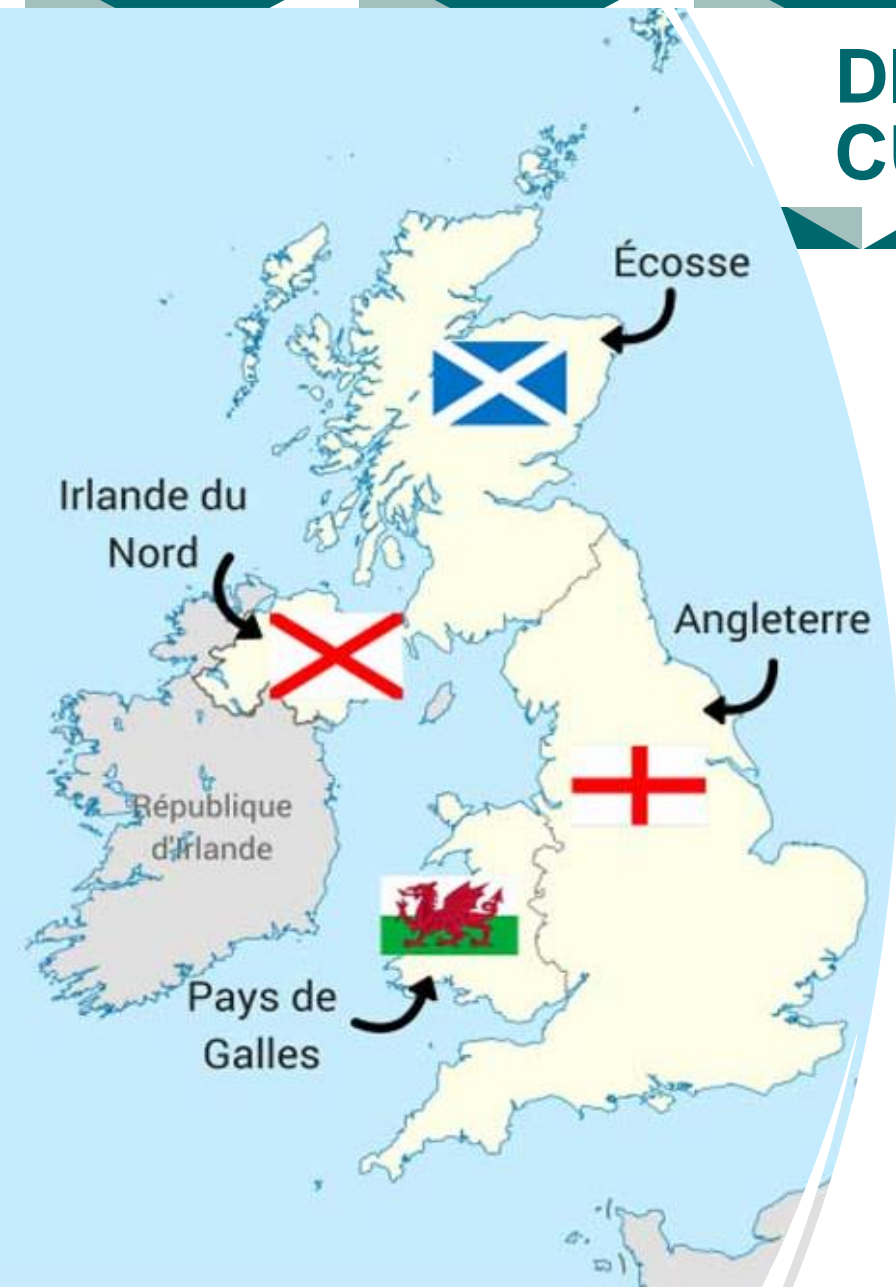 Écosse
Irlande du
Nord
Angleterre
République
d'Irlande
Pays de
Galles